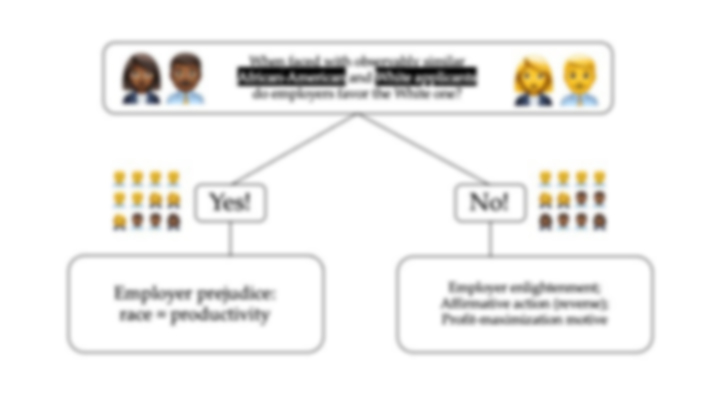 When faced with observably similar
African-American and White applicants
do employers favor the White one?
Yes!
No!
Employer prejudice:
race = productivity
Employer enlightenment;
Affirmative action (reverse);
Profit-maximization motive